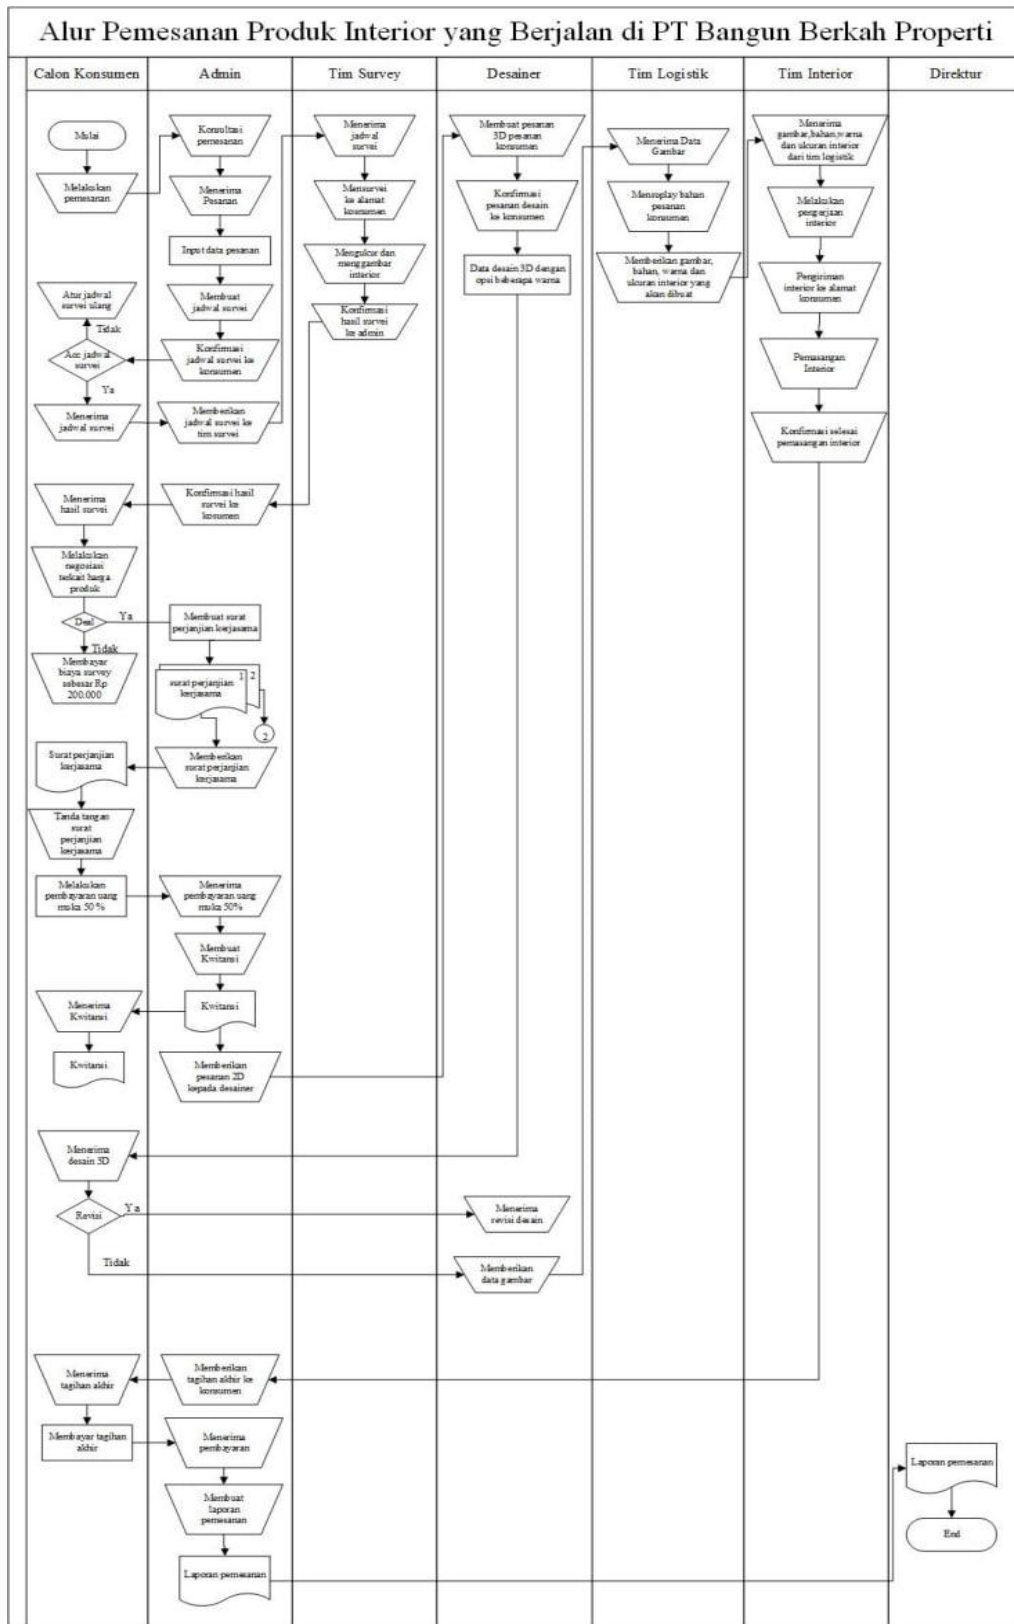 Alur Pemesanan Produk Interior yang Berjalan di PT Bangun Berkah Properti
Calon Konsumen
Admin
Tim Survey
Desainer
Tim Logistik
Tim Interior
Direktur
Mulai
Melakukan
pemesanan
Atur jadwal
survei ulang
Tidak
Acc jadwal
survei
Ya
Menerima
jadwal survei
Menerima
hasil survei
Melakukan
negosiasi
terkait harga
produk
Deal
Ya
Tidak
Membayar
biaya survey
sebesar Rp
200.000
Surat perjanjian
kerjasama
Tanda tangan
surat
perjanjian
kerjasama
Melakukan
pembayaran uang
muka 50 %
Menerima
Kwitansi
Kwitansi
Menerima
desain 3D
Revisi
Ya
Tidak
Menerima
tagihan akhir
Membayar tagihan
akhir
Konsultasi
pemesanan
Menerima
Pesanan
Input data pesanan
Membuat
jadwal survei
Konfirmasi
jadwal survei ke
konsumen
Memberikan
jadwal survei ke
tim survei
Konfirmasi hasil
survei ke
kosumen
Membuat surat
perjanjian kerjasama
surat perjanjian
kerjasama
1
2
2
Memberikan
surat perjanjian
kerjasama
Menerima
pembayaran uang
muka 50%
Membuat
Kwitansi
Kwitansi
Memberikan
pesanan 2D
kepada desainer
Memberikan
tagihan akhir ke
konsumen
Menerima
pembayaran
Membuat
laporan
pemesanan
Laporan pemesanan
Menerima
jadwal
survei
Mensurvei
ke alamat
konsumen
Mengukur dan
menggambar
interior
Konfirmasi
hasil survei
ke admin
Membuat pesanan
3D pesanan
konsumen
Konfirmasi
pesanan desain
ke konsumen
Data desain 3D dengan
opsi beberapa warna
Menerima
revisi desain
Memberikan
data gambar
Menerima Data
Gambar
Mensuplay bahan
pesanan
konsumen
Memberikan gambar,
bahan, warna dan
ukuran interior yang
akan dibuat
Menerima
gambar,bahan,warna
dan ukuran interior
dari tim logistik
Melakukan
pengerjaan
interior
Pengiriman
interior ke alamat
konsumen
Pemasangan
Interior
Konfirmasi selesai
pemasangan interior
Laporan pemesanan
End